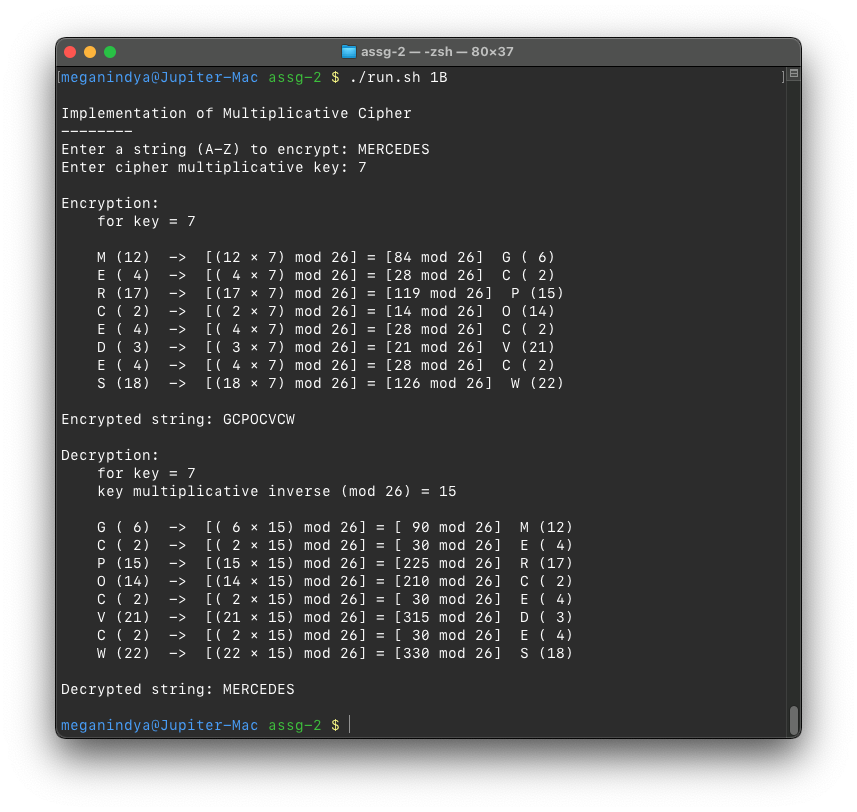 assg-2 — -zsh — 80×37
[meganindya@Jupiter-Mac assg-2 $ ./run.sh 1B ]
Implementation of Multiplicative Cipher
--------
Enter a string (A-Z) to encrypt: MERCEDES
Enter cipher multiplicative key: 7
Encryption:
    for key = 7
    M (12)  ->  [(12 × 7) mod 26] = [84 mod 26]  G ( 6)
    E ( 4)  ->  [( 4 × 7) mod 26] = [28 mod 26]  C ( 2)
    R (17)  ->  [(17 × 7) mod 26] = [119 mod 26]  P (15)
    C ( 2)  ->  [( 2 × 7) mod 26] = [14 mod 26]  O (14)
    E ( 4)  ->  [( 4 × 7) mod 26] = [28 mod 26]  C ( 2)
    D ( 3)  ->  [( 3 × 7) mod 26] = [21 mod 26]  V (21)
    E ( 4)  ->  [( 4 × 7) mod 26] = [28 mod 26]  C ( 2)
    S (18)  ->  [(18 × 7) mod 26] = [126 mod 26]  W (22)
Encrypted string: GCPOCVCW
Decryption:
    for key = 7
    key multiplicative inverse (mod 26) = 15
    G ( 6)  ->  [( 6 × 15) mod 26] = [ 90 mod 26]  M (12)
    C ( 2)  ->  [( 2 × 15) mod 26] = [ 30 mod 26]  E ( 4)
    P (15)  ->  [(15 × 15) mod 26] = [225 mod 26]  R (17)
    O (14)  ->  [(14 × 15) mod 26] = [210 mod 26]  C ( 2)
    C ( 2)  ->  [( 2 × 15) mod 26] = [ 30 mod 26]  E ( 4)
    V (21)  ->  [(21 × 15) mod 26] = [315 mod 26]  D ( 3)
    C ( 2)  ->  [( 2 × 15) mod 26] = [ 30 mod 26]  E ( 4)
    W (22)  ->  [(22 × 15) mod 26] = [330 mod 26]  S (18)
Decrypted string: MERCEDES
meganindya@Jupiter-Mac assg-2 $